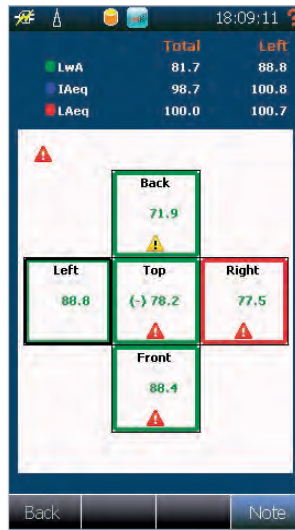 18:09:11 ?
Total Left
LwA 81.7 88.8
IAeq 98.7 100.8
LAeq 100.0 100.7
Back
71.9
Left Top Right
88.8 (-) 78.2 77.5
Front
88.4
Back Note